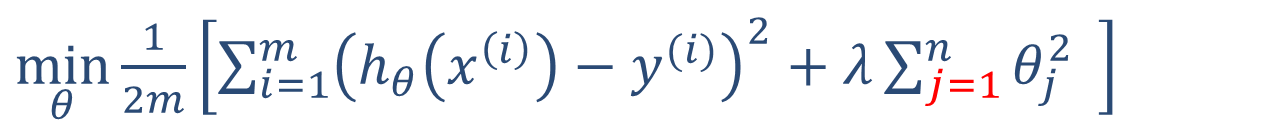 min_θ 1/2m [∑_{i=1}^{m} (h_θ(x^{(i)}) − y^{(i)})^2 + λ ∑_{j=1}^{n} θ_j^2 ]